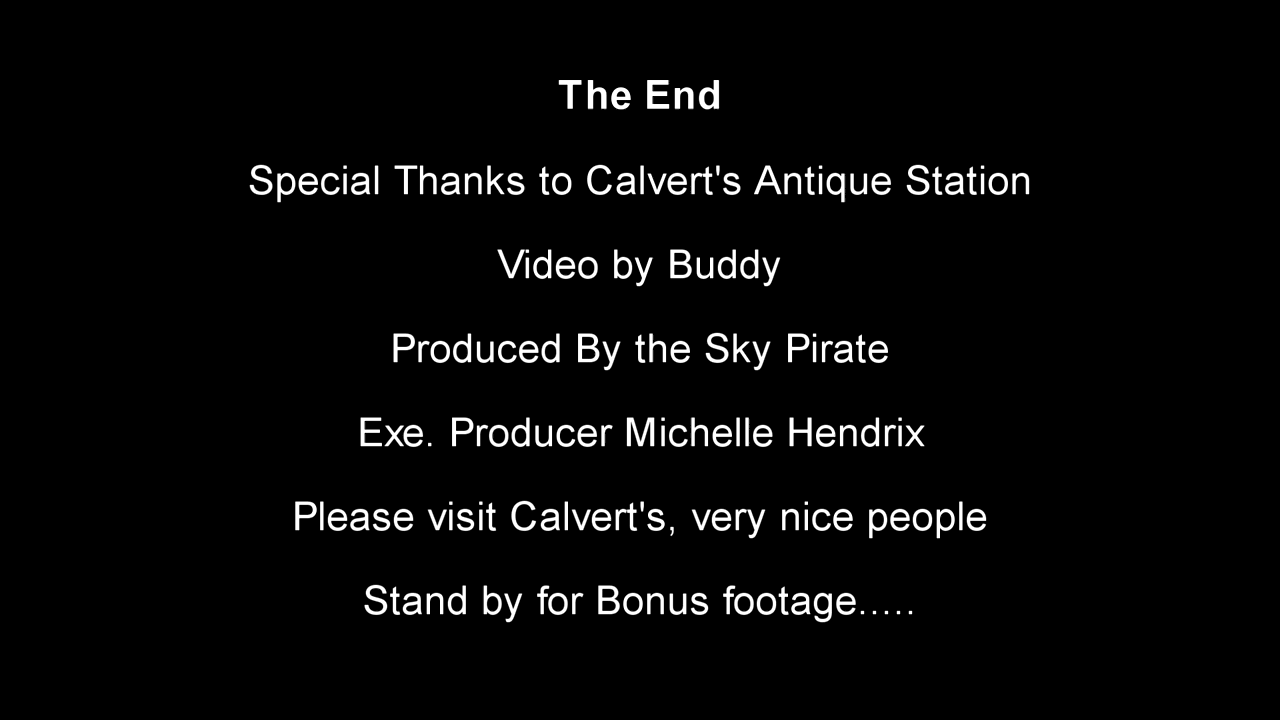 The End
Special Thanks to Calvert's Antique Station
Video by Buddy
Produced By the Sky Pirate
Exe. Producer Michelle Hendrix
Please visit Calvert's, very nice people
Stand by for Bonus footage.....